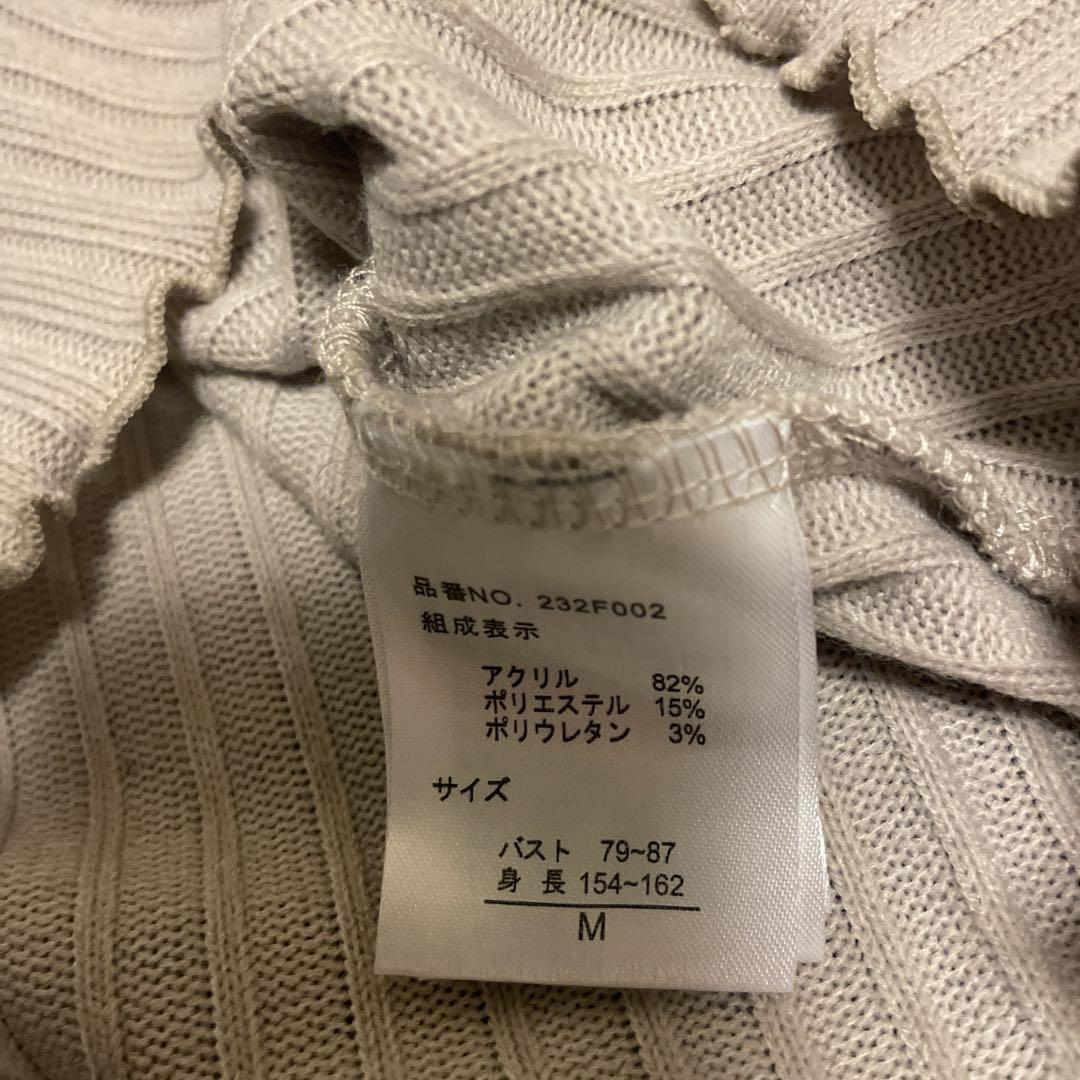 品番NO. 232F002
組成表示
アクリル 82%
ポリエステル 15%
ポリウレタン 3%
サイズ
バスト 79~87
身 長 154~162
M